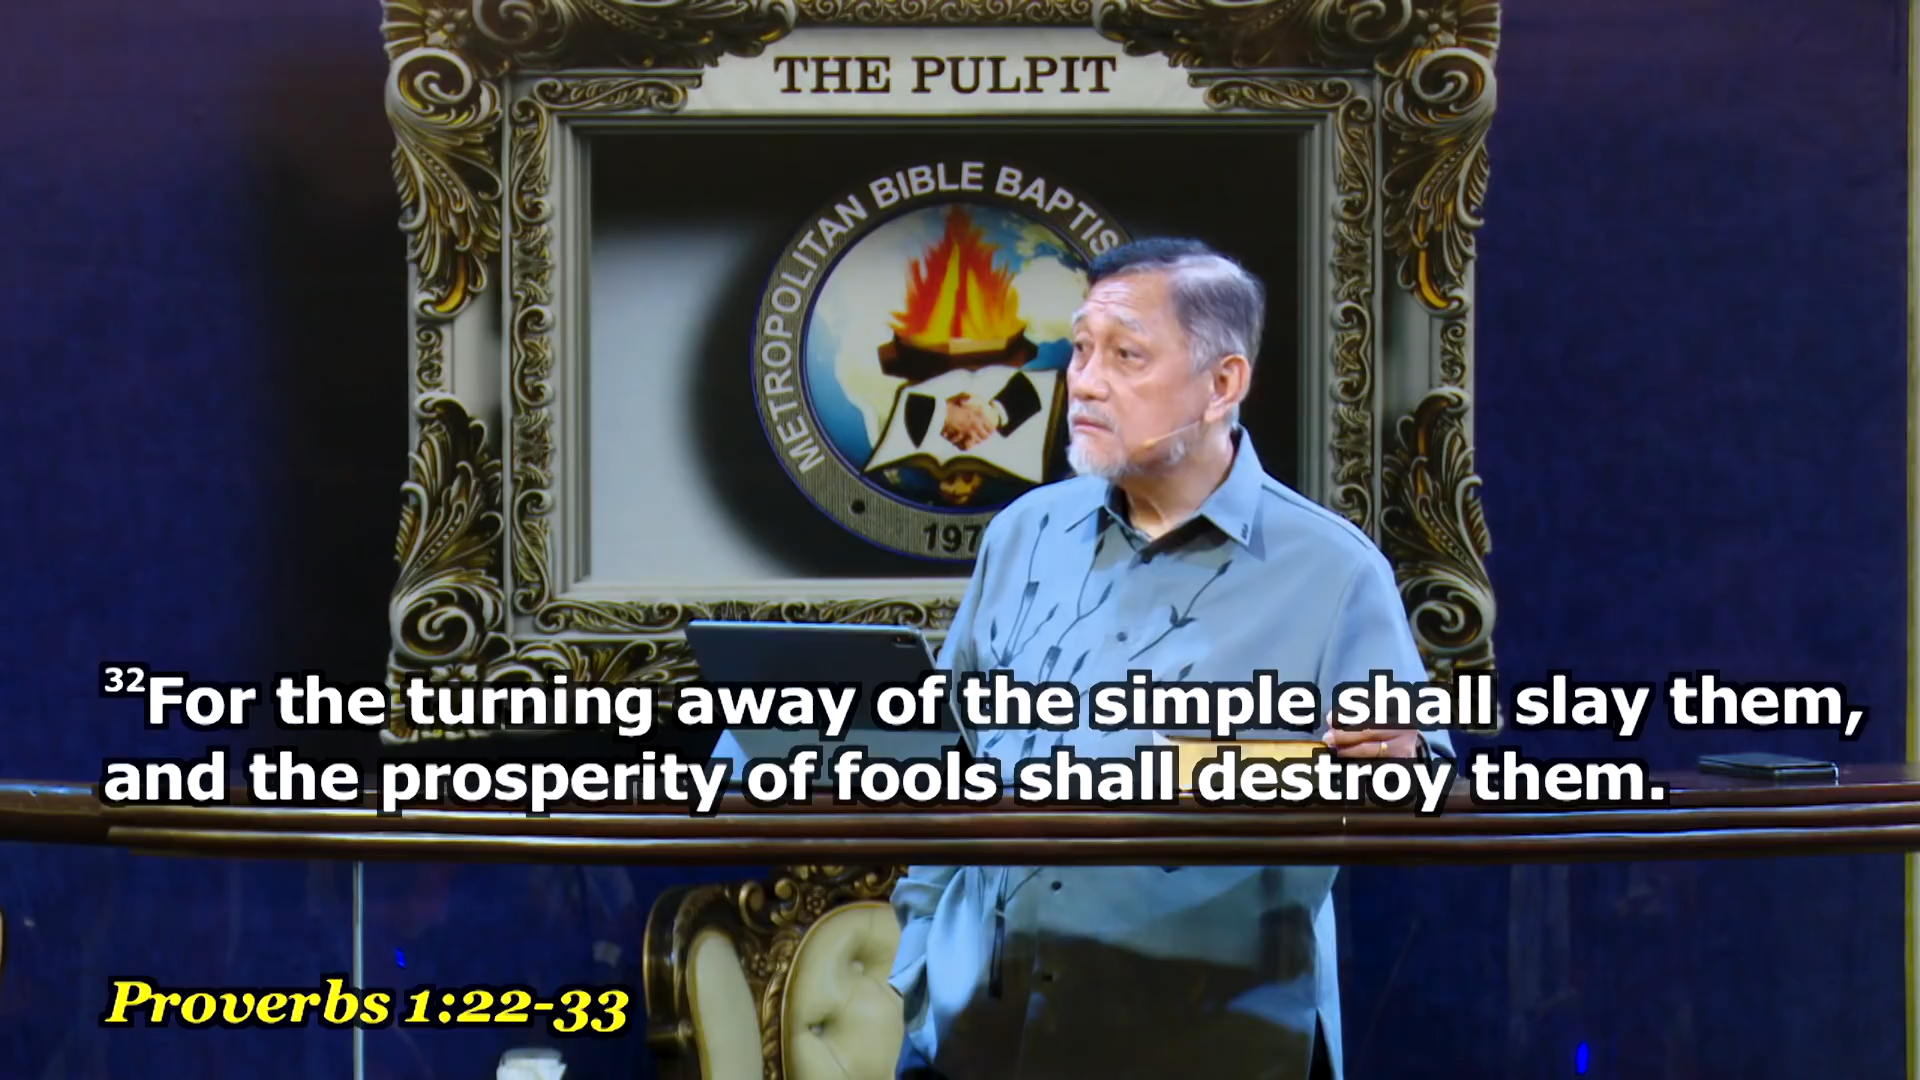 THE PULPIT
METROPOLITAN BIBLE BAPTIS
197
³²For the turning away of the simple shall slay them,
and the prosperity of fools shall destroy them.
Proverbs 1:22-33